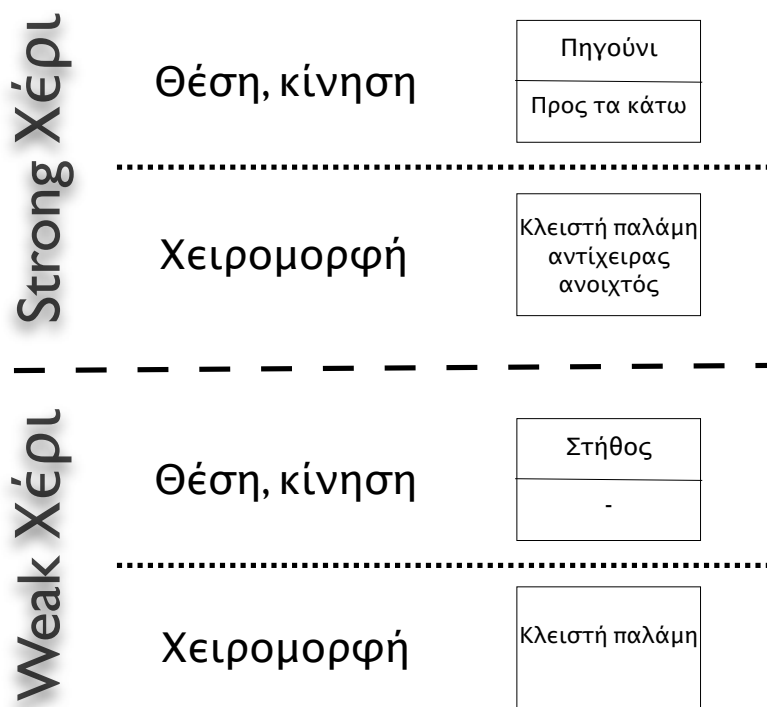 Strong Χέρι
Θέση, κίνηση
Πηγούνι
Προς τα κάτω
Χειρομορφή
Κλειστή παλάμη
αντίχειρας
ανοιχτός
Weak Χέρι
Θέση, κίνηση
Στήθος
-
Χειρομορφή
Κλειστή παλάμη